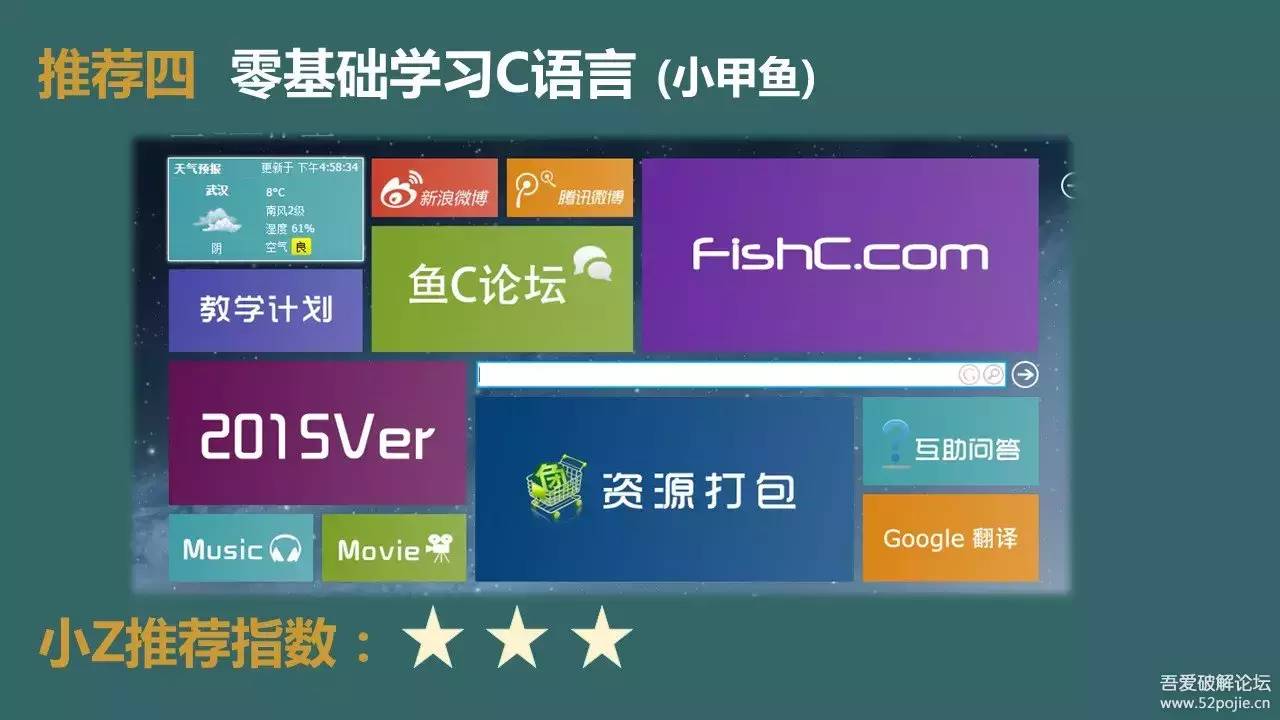 推荐四 零基础学习C语言 (小甲鱼)
天气预报 更新于 下午4:58:34
武汉
8°C
南风2级
湿度 61%
阴
空气 良
新浪微博
腾讯微博
FishC.com
鱼C论坛
教学计划
2015Ver
资源打包
互助问答
Google 翻译
Music
Movie
小Z推荐指数：
吾爱破解论坛
www.52pojie.cn